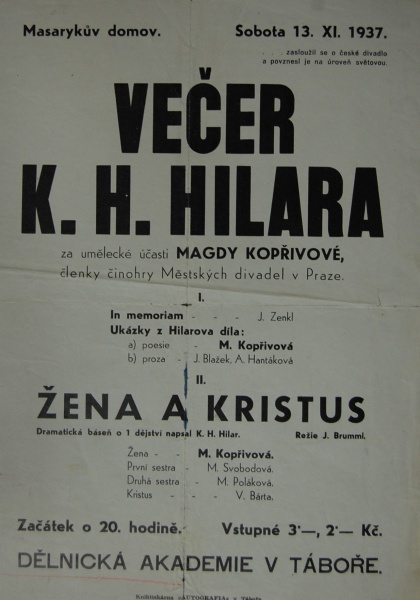 Masarykův domov. Sobota 13. XI. 1937.
. . . zasloužil se o české divadlo
a povznesl je na úroveň světovou.
VEČER
K. H. HILARA
za umělecké účasti MAGDY KOPŘIVOVÉ,
členky činohry Městských divadel v Praze.
I.
In memoriam - - - J. Zenkl
Ukázky z Hilarova díla:
a) poesie - M. Kopřivová
b) proza - J. Blažek, A. Hantáková
II.
ŽENA A KRISTUS
Dramatická báseň o 1 dějství napsal K. H. Hilar. Režie J. Brumml.
Žena - - M. Kopřivová.
První sestra - M. Svobodová.
Druhá sestra - M. Poláková.
Kristus - - - V. Bárta.
Začátek o 20. hodině. Vstupné 3·—, 2·— Kč.
DĚLNICKÁ AKADEMIE V TÁBOŘE.
Knihtiskárna »AUTOGRAFIA« v Táboře